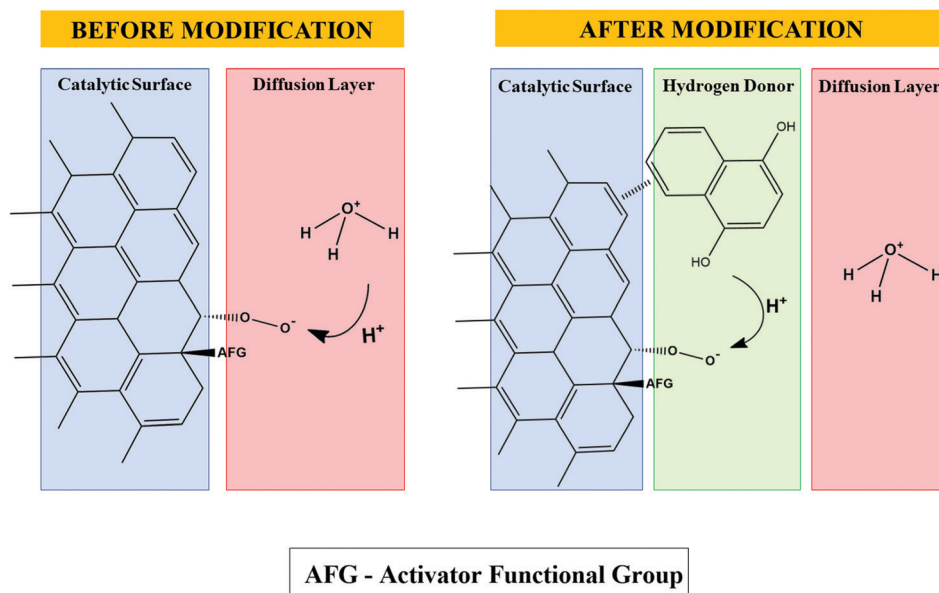 BEFORE MODIFICATION
Catalytic Surface
Diffusion Layer
O⁺
H
H
H
H⁺
O
O⁻
AFG
AFTER MODIFICATION
Catalytic Surface
Hydrogen Donor
Diffusion Layer
OH
HO
H⁺
O
O⁻
AFG
O⁺
H
H
H
AFG - Activator Functional Group